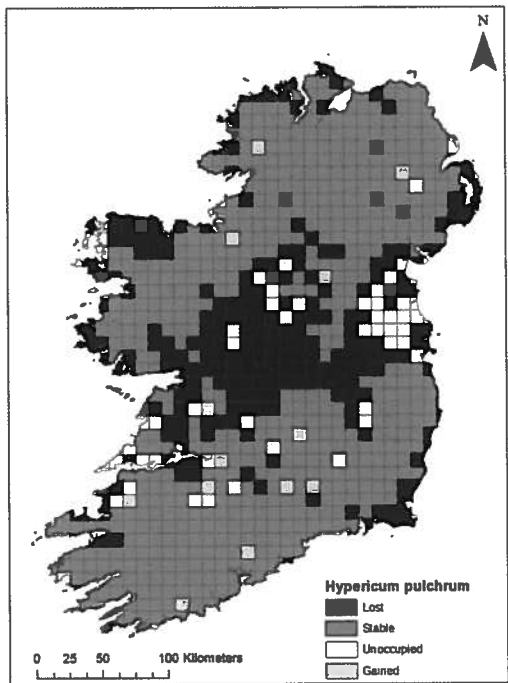 N
Hypericum pulchrum
Lost
Stable
Unoccupied
Gained
0 25 50 100 Kilometers